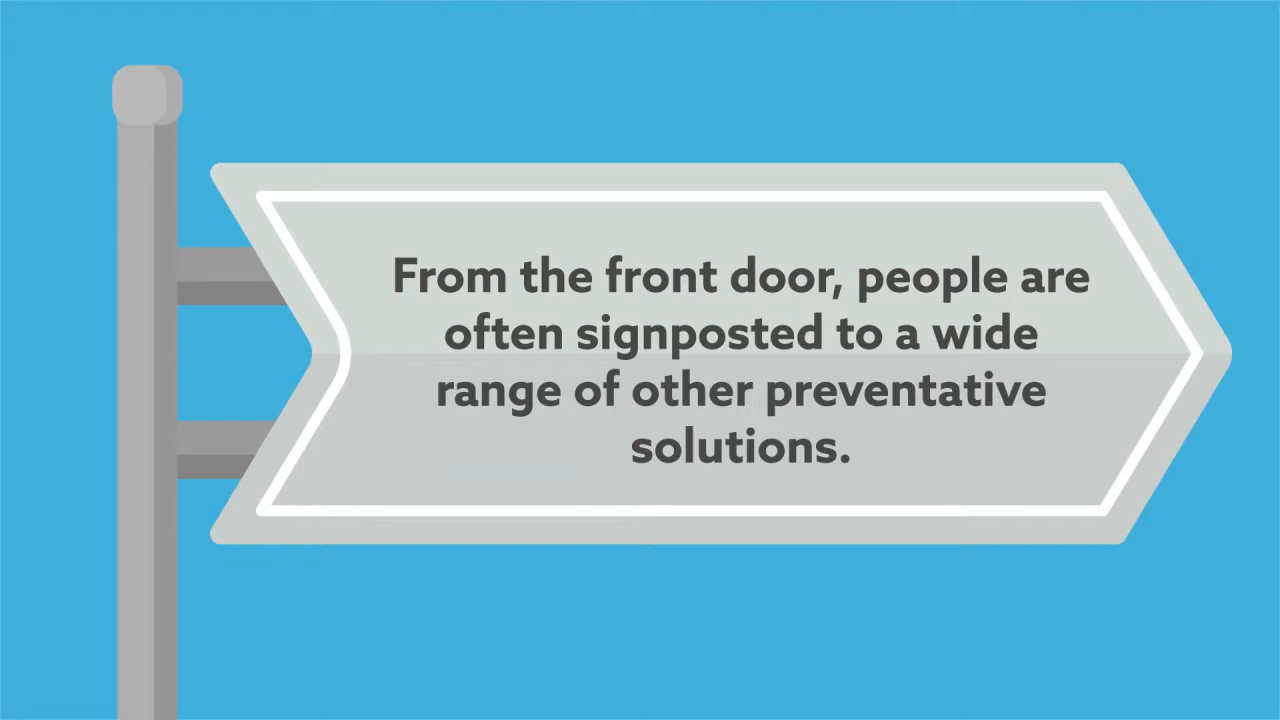 From the front door, people are
often signposted to a wide
range of other preventative
solutions.